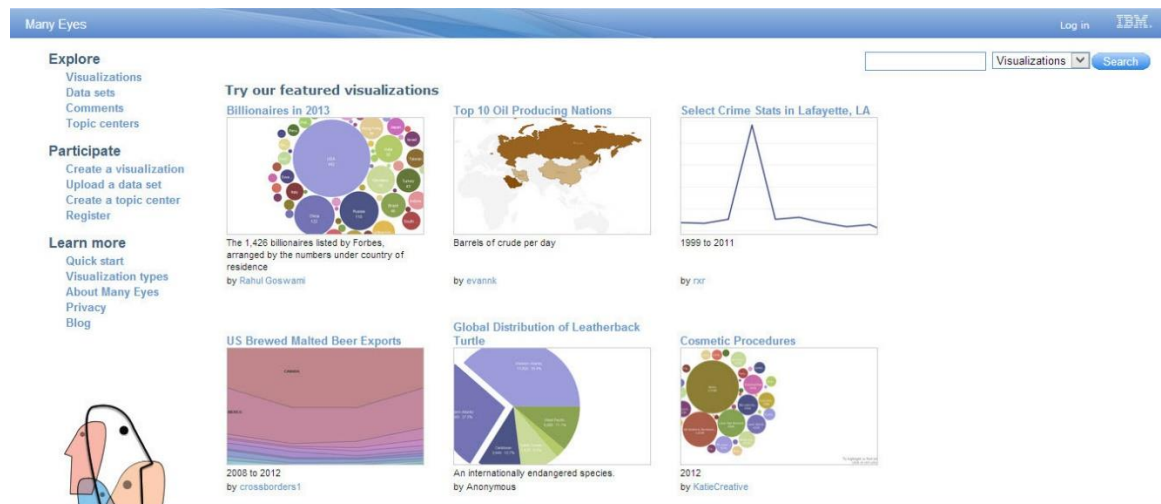 Many Eyes
Log in
IBM.
Visualizations
Search
Explore
Visualizations
Data sets
Comments
Topic centers
Participate
Create a visualization
Upload a data set
Create a topic center
Register
Learn more
Quick start
Visualization types
About Many Eyes
Privacy
Blog
Try our featured visualizations
Billionaires in 2013
The 1,426 billionaires listed by Forbes,
arranged by the numbers under country of
residence
by Rahul Goswami
Top 10 Oil Producing Nations
Barrels of crude per day
by evannk
Select Crime Stats in Lafayette, LA
1999 to 2011
by rxr
US Brewed Malted Beer Exports
2008 to 2012
by crossborders1
Global Distribution of Leatherback
Turtle
An internationally endangered species.
by Anonymous
Cosmetic Procedures
2012
by KatieCreative